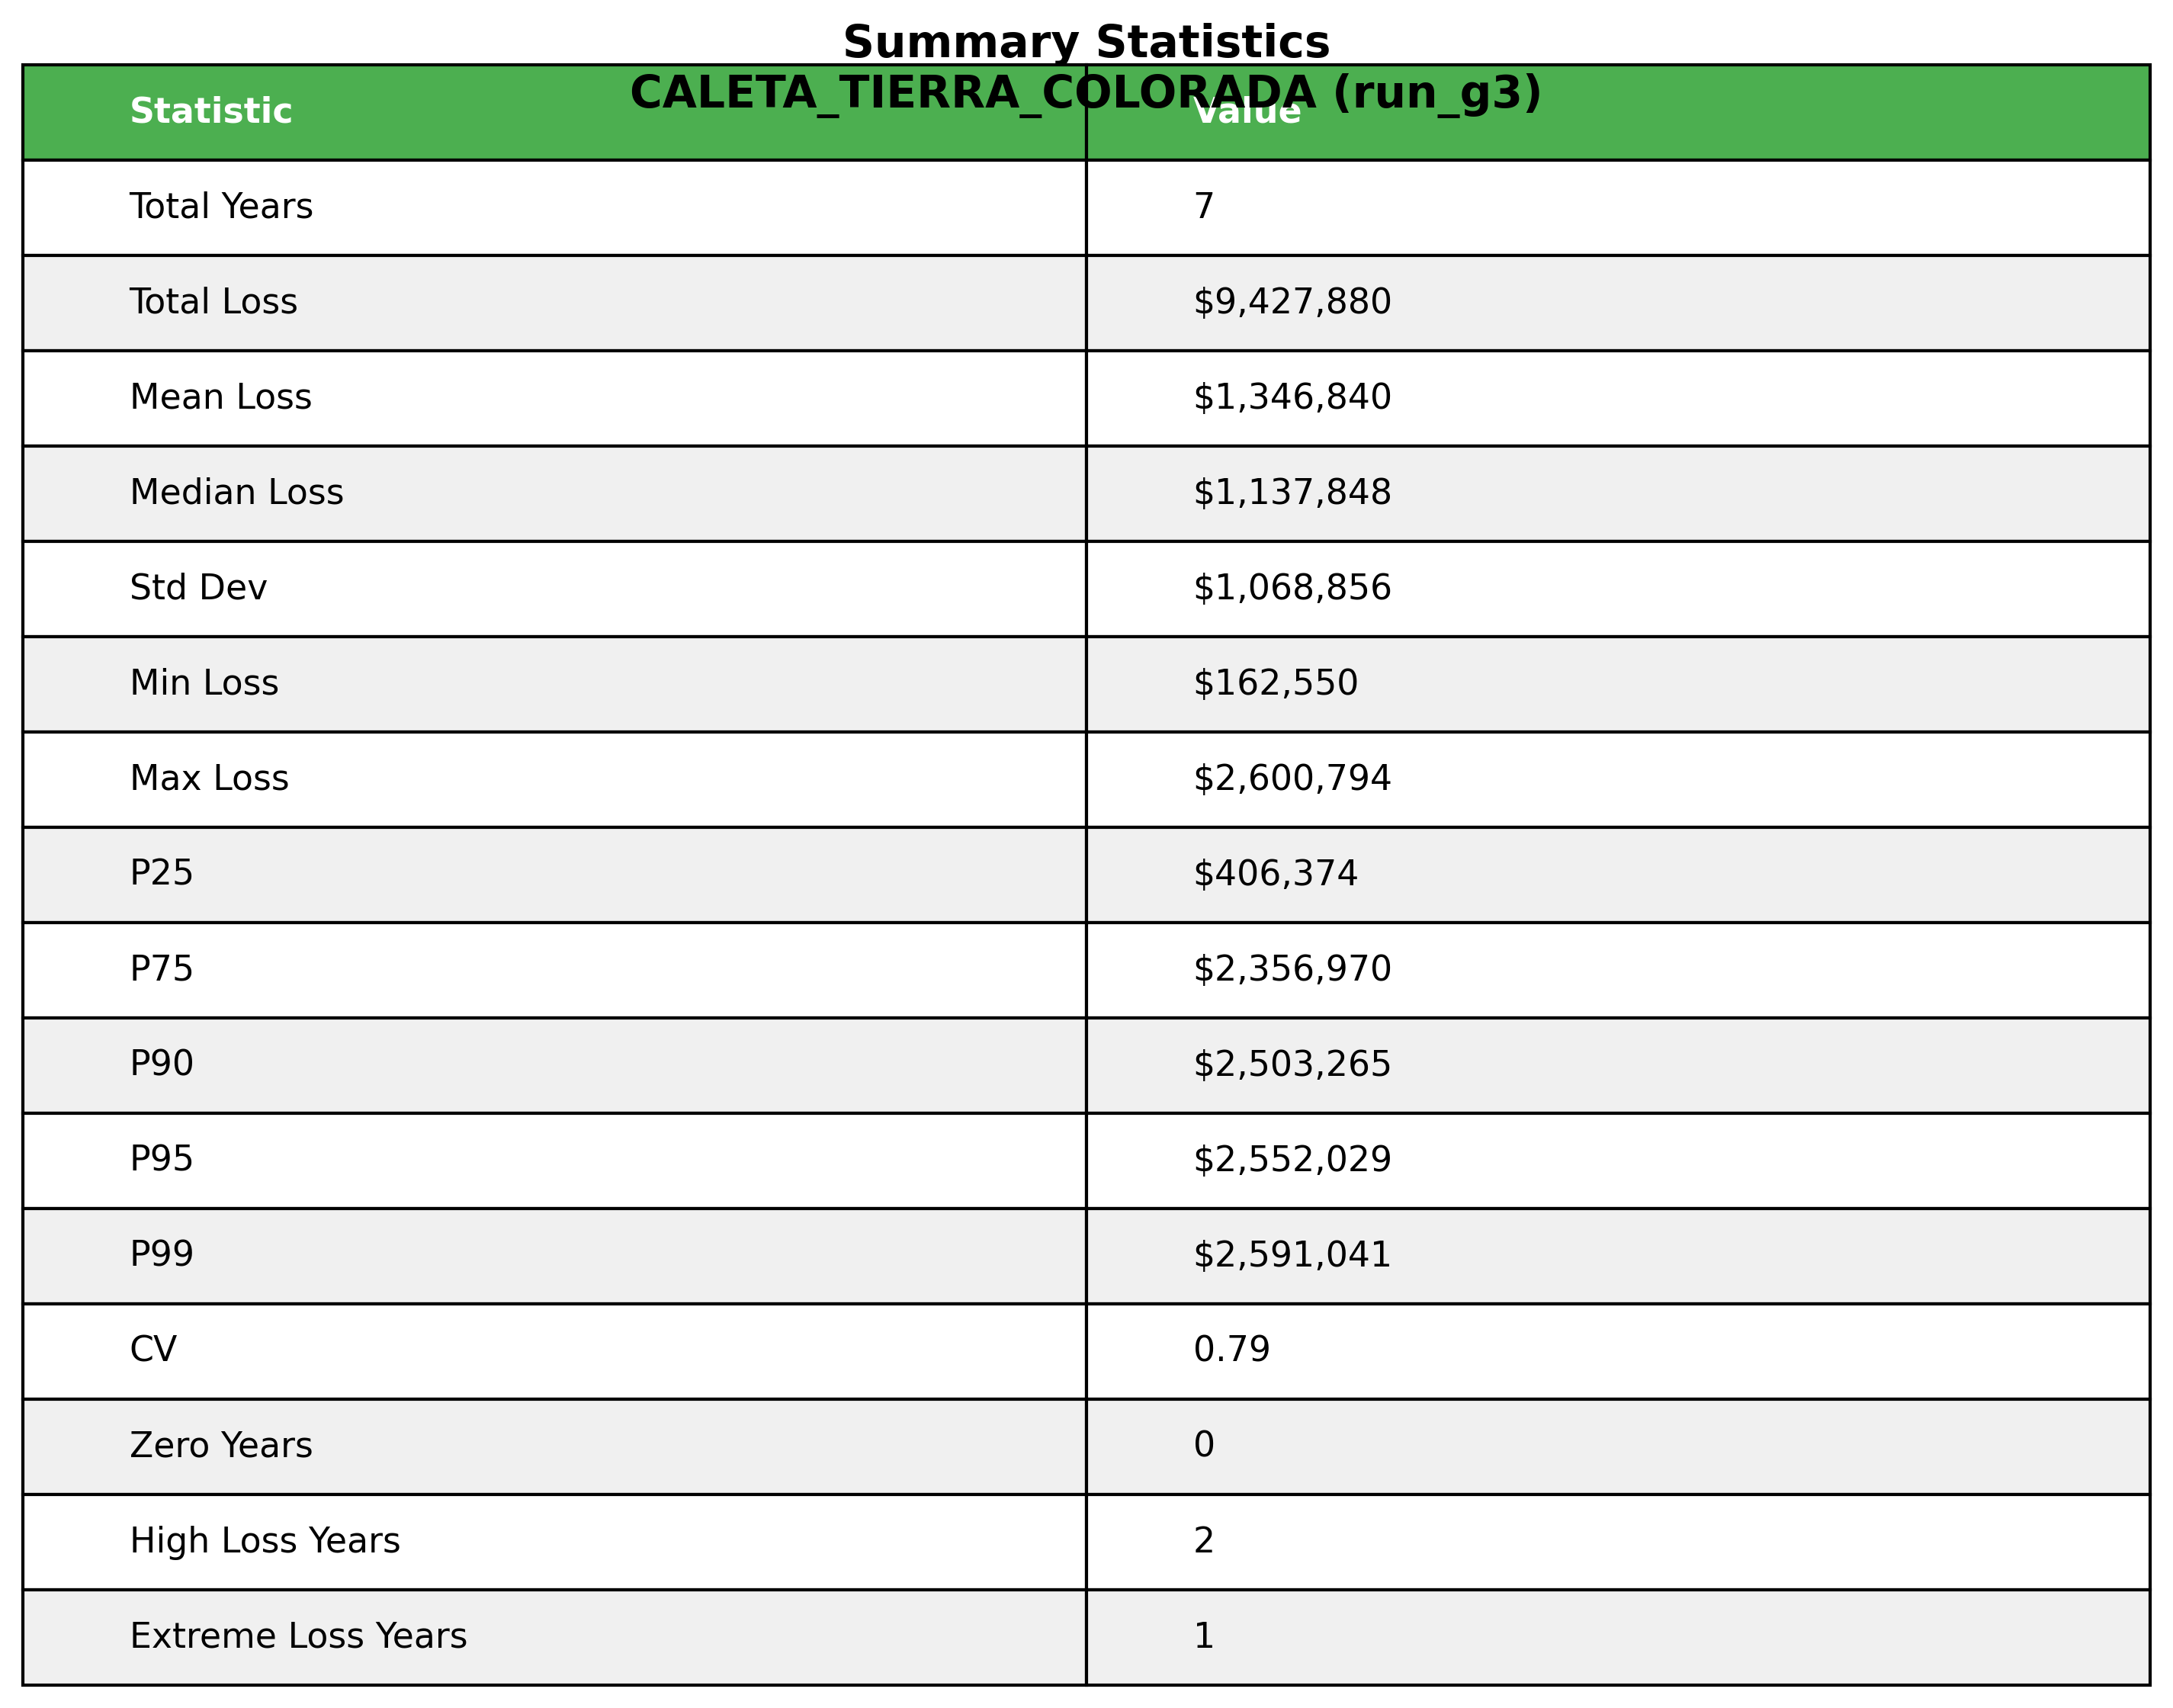 Summary Statistics
CALETA_TIERRA_COLORADA (run_g3)
Statistic Value
Total Years 7
Total Loss $9,427,880
Mean Loss $1,346,840
Median Loss $1,137,848
Std Dev $1,068,856
Min Loss $162,550
Max Loss $2,600,794
P25 $406,374
P75 $2,356,970
P90 $2,503,265
P95 $2,552,029
P99 $2,591,041
CV 0.79
Zero Years 0
High Loss Years 2
Extreme Loss Years 1